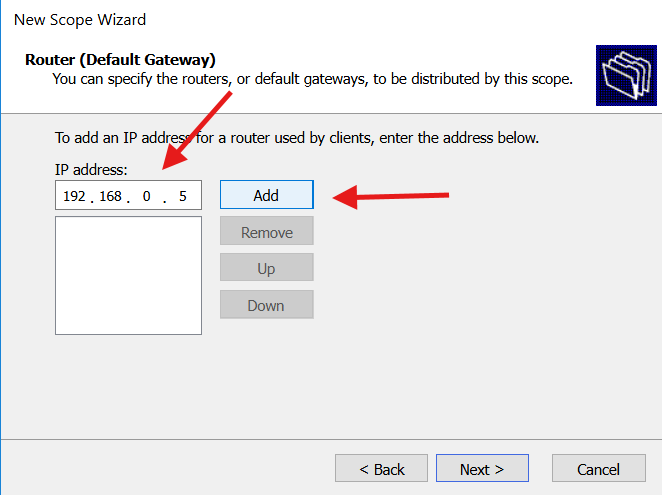 New Scope Wizard
Router (Default Gateway)
You can specify the routers, or default gateways, to be distributed by this scope.
To add an IP address for a router used by clients, enter the address below.
IP address:
192 . 168 . 0 . 5
Add
Remove
Up
Down
< Back
Next >
Cancel